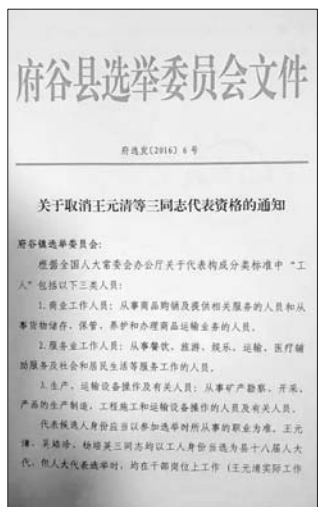 府谷县选举委员会文件
府选发〔2016〕6号
关于取消王元清等三同志代表资格的通知
府谷镇选举委员会:
根据全国人大常委会办公厅关于代表构成分类标准中“工
人”包括以下三类人员:
1.商业工作人员:从事商品购销及提供相关服务的人员和从
事货物储存、保管、养护和办理商品运输业务的人员。
2.服务业工作人员:从事餐饮、旅游、娱乐、运输、医疗辅
助服务及社会和居民生活等服务工作的人员。
3.生产、运输设备操作及有关人员:从事矿产勘察、开采、
产品的生产制造、工程施工和运输设备操作的人员及有关人员。
代表候选人身份应当以参加选举时所从事的职业为准。王元
清、吴培珍、杨培英三同志均以工人身份当选为县十八届人大
代,但人大代表选举时,均在干部岗位上工作(王元清实际工作